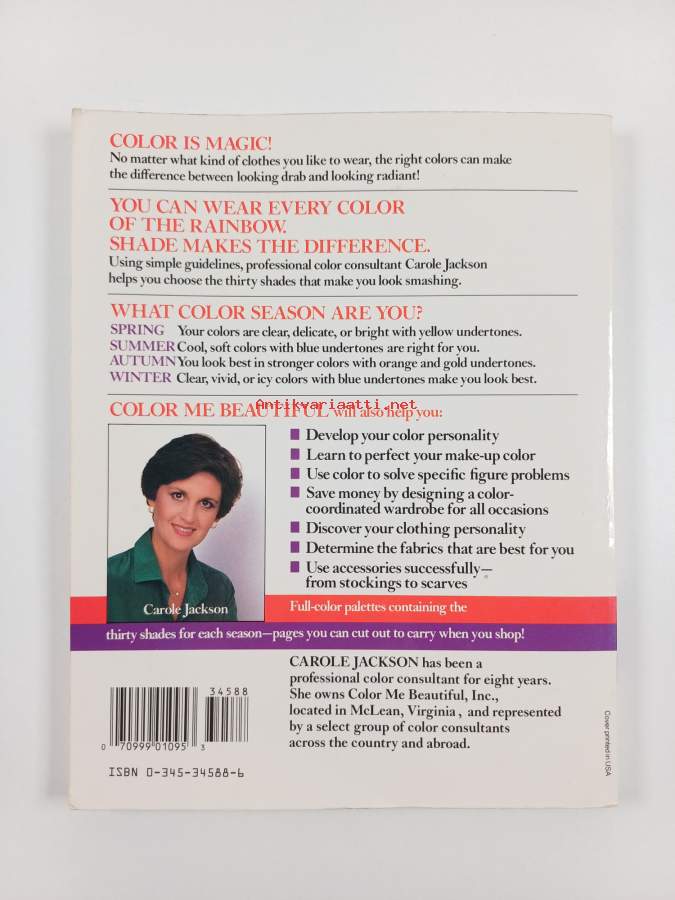 COLOR IS MAGIC!
No matter what kind of clothes you like to wear, the right colors can make
the difference between looking drab and looking radiant!
YOU CAN WEAR EVERY COLOR
OF THE RAINBOW.
SHADE MAKES THE DIFFERENCE.
Using simple guidelines, professional color consultant Carole Jackson
helps you choose the thirty shades that make you look smashing.
WHAT COLOR SEASON ARE YOU?
SPRING Your colors are clear, delicate, or bright with yellow undertones.
SUMMER Cool, soft colors with blue undertones are right for you.
AUTUMN You look best in stronger colors with orange and gold undertones.
WINTER Clear, vivid, or icy colors with blue undertones make you look best.
Antikvariaatti.net
COLOR ME BEAUTIFUL will also help you:
Develop your color personality
Learn to perfect your make-up color
Use color to solve specific figure problems
Save money by designing a color-
coordinated wardrobe for all occasions
Discover your clothing personality
Determine the fabrics that are best for you
Use accessories successfully—
from stockings to scarves
Carole Jackson
Full-color palettes containing the
thirty shades for each season—pages you can cut out to carry when you shop!
CAROLE JACKSON has been a
professional color consultant for eight years.
She owns Color Me Beautiful, Inc.,
located in McLean, Virginia, and represented
by a select group of color consultants
across the country and abroad.
34588
0 70999 01095 3
ISBN 0-345-34588-6
Cover printed in USA